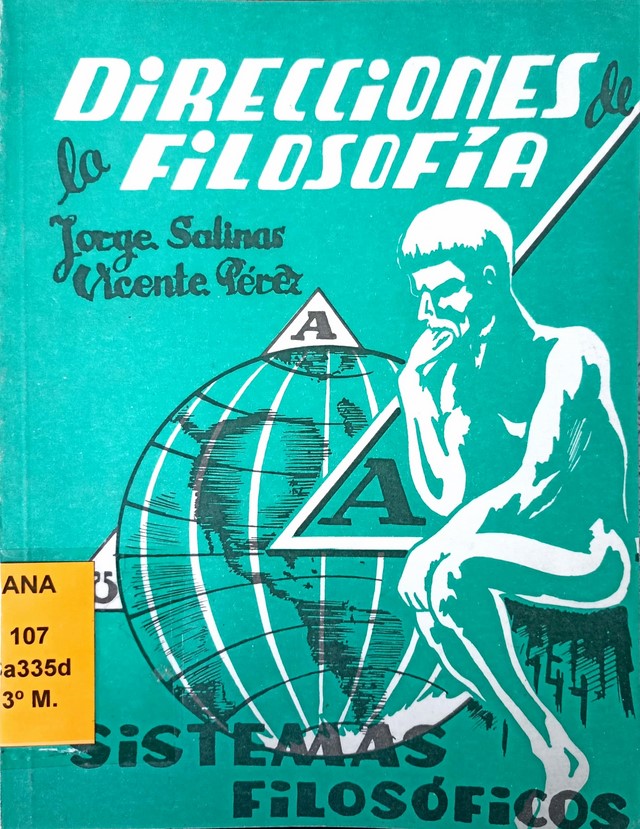 DiRECCiONES de
la FiLOSOFÍA
Jorge Salinas
Vicente Pérez
A
A
ANA
107
a335d
3º M.
SiSTEMAS
FiLOSÓFiCOS